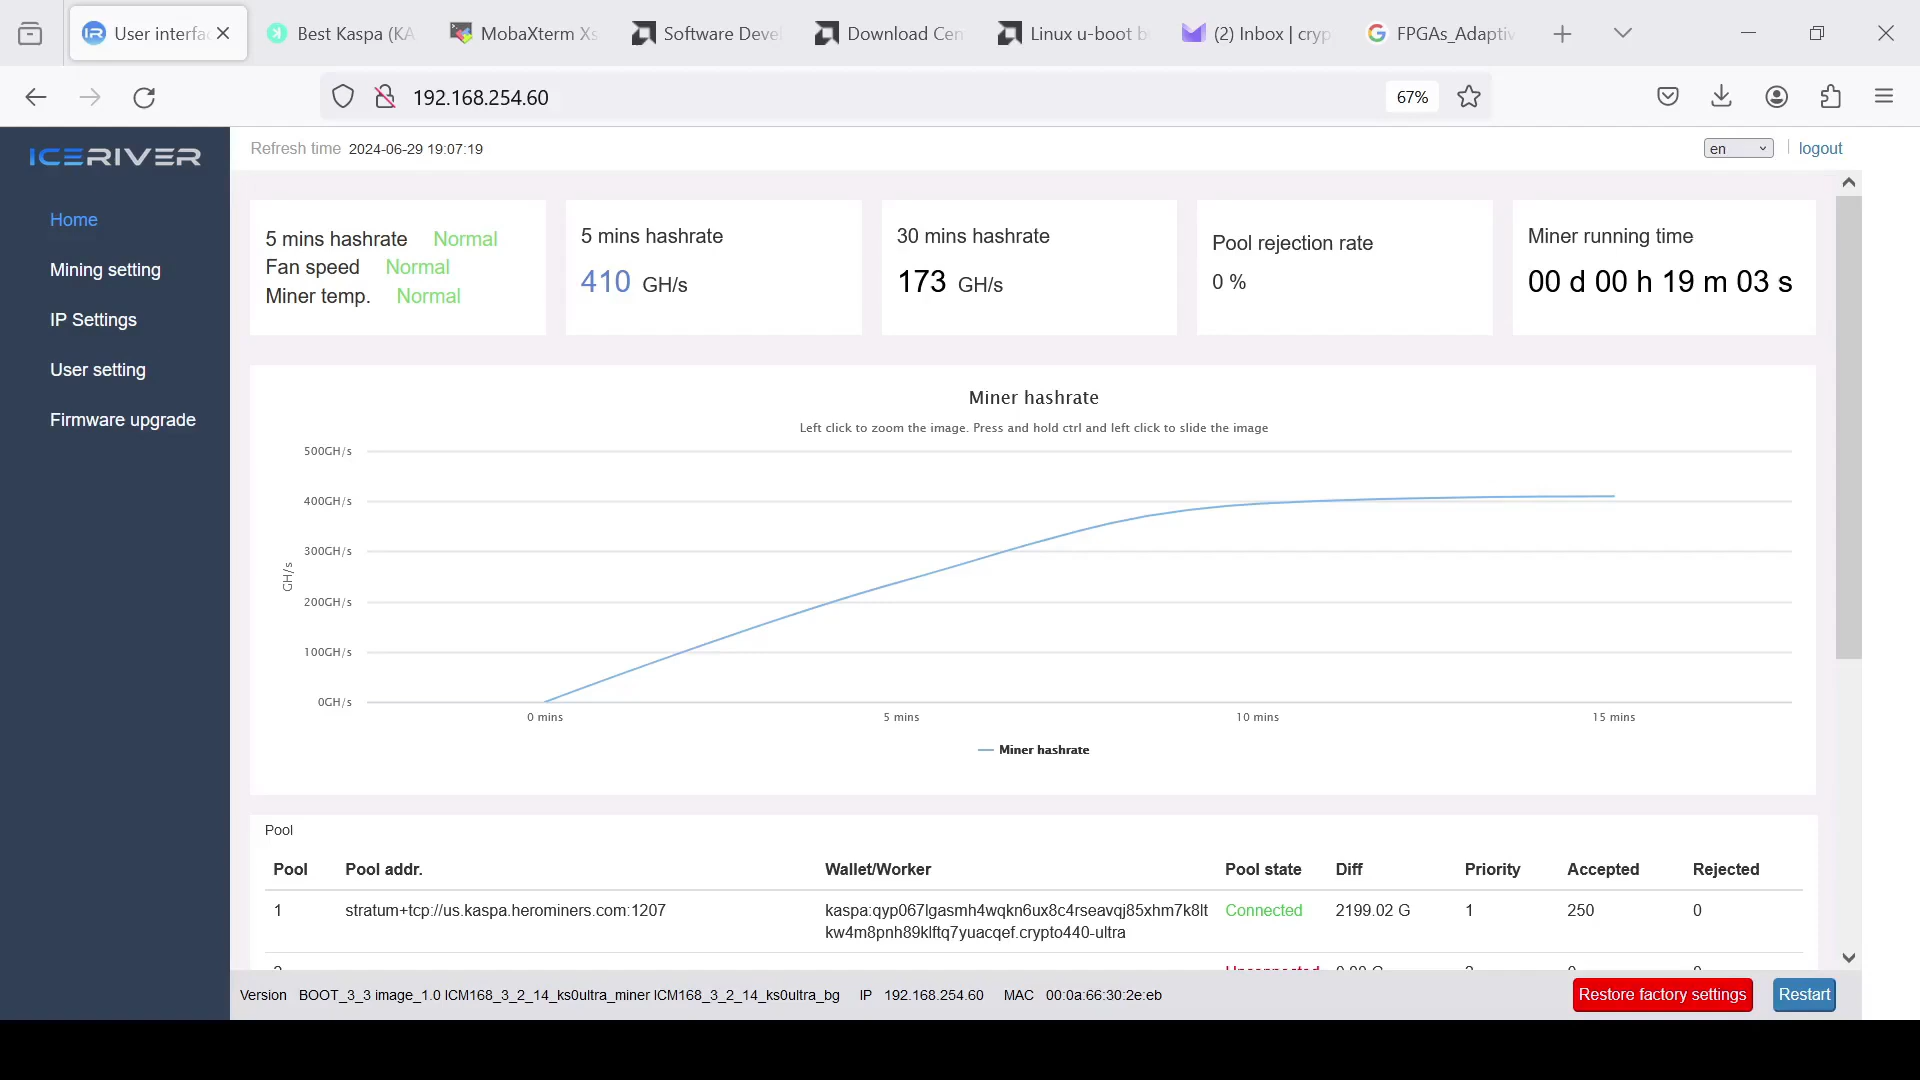 User interfac
Best Kaspa (KA
MobaXterm Xs
Software Devel
Download Cen
Linux u-boot b
(2) Inbox | cryp
FPGAs_Adaptiv
192.168.254.60
67%
ICERIVER
Refresh time 2024-06-29 19:07:19
en
logout
Home
Mining setting
IP Settings
User setting
Firmware upgrade
5 mins hashrate Normal
Fan speed Normal
Miner temp. Normal
5 mins hashrate
410 GH/s
30 mins hashrate
173 GH/s
Pool rejection rate
0 %
Miner running time
00 d 00 h 19 m 03 s
Miner hashrate
Left click to zoom the image. Press and hold ctrl and left click to slide the image
500GH/s
400GH/s
300GH/s
200GH/s
100GH/s
0GH/s
GH/s
0 mins 5 mins 10 mins 15 mins
Miner hashrate
Pool
Pool Pool addr. Wallet/Worker Pool state Diff Priority Accepted Rejected
1 stratum+tcp://us.kaspa.herominers.com:1207 kaspa:qyp067lgasmh4wqkn6ux8c4rseavqj85xhm7k8lt Connected 2199.02 G 1 250 0
kw4m8pnh89klftq7yuacqef.crypto440-ultra
Version BOOT_3_3 image_1.0 ICM168_3_2_14_ks0ultra_miner ICM168_3_2_14_ks0ultra_bg IP 192.168.254.60 MAC 00:0a:66:30:2e:eb
Restore factory settings
Restart